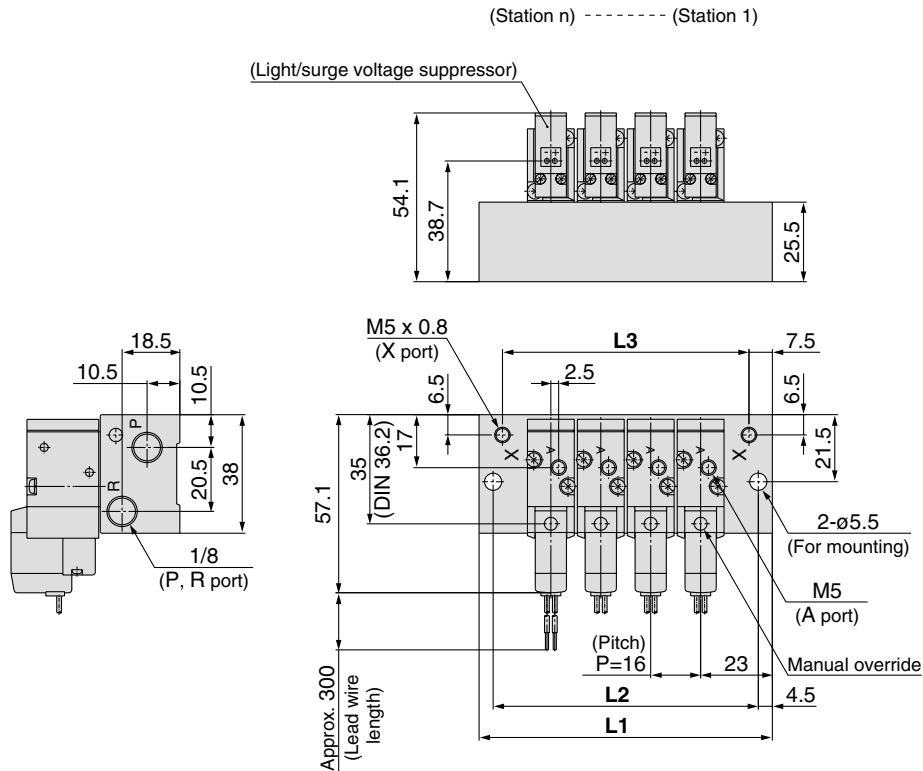 (Station n) ------- (Station 1)
(Light/surge voltage suppressor)
54.1
38.7
25.5
18.5
10.5
10.5
20.5
38
P
R
1/8
(P, R port)
M5 x 0.8
(X port)
L3
7.5
6.5
2.5
6.5
57.1
35
(DIN 36.2)
17
21.5
X
A
A
A
A
X
2-ø5.5
(For mounting)
M5
(A port)
(Pitch)
P=16
23
Manual override
Approx. 300
(Lead wire
length)
L2
4.5
L1
- +
- +
- +
- +